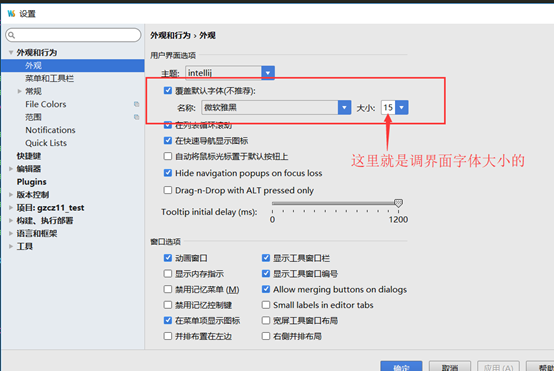 设置
外观和行为
外观
菜单和工具栏
常规
File Colors
范围
Notifications
Quick Lists
快捷键
编辑器
Plugins
版本控制
项目: gzcz11_test
构建、执行部署
语言和框架
工具
外观和行为 › 外观
用户界面选项
主题: intellij
覆盖默认字体(不推荐):
名称: 微软雅黑 大小: 15
在列表循环滚动
在快速导航显示图标
自动将鼠标光标置于默认按钮上
Hide navigation popups on focus loss
Drag-n-Drop with ALT pressed only
Tooltip initial delay (ms):
0 1200
这里就是调界面字体大小的
窗口选项
动画窗口 显示工具窗口栏
显示内存指示 显示工具窗口编号
禁用记忆菜单 (M) Allow merging buttons on dialogs
禁用记忆控制键 Small labels in editor tabs
在菜单项显示图标 宽屏工具窗口布局
并排布置在左边 右侧并排布局
确定 取消 应用 (A) 帮助